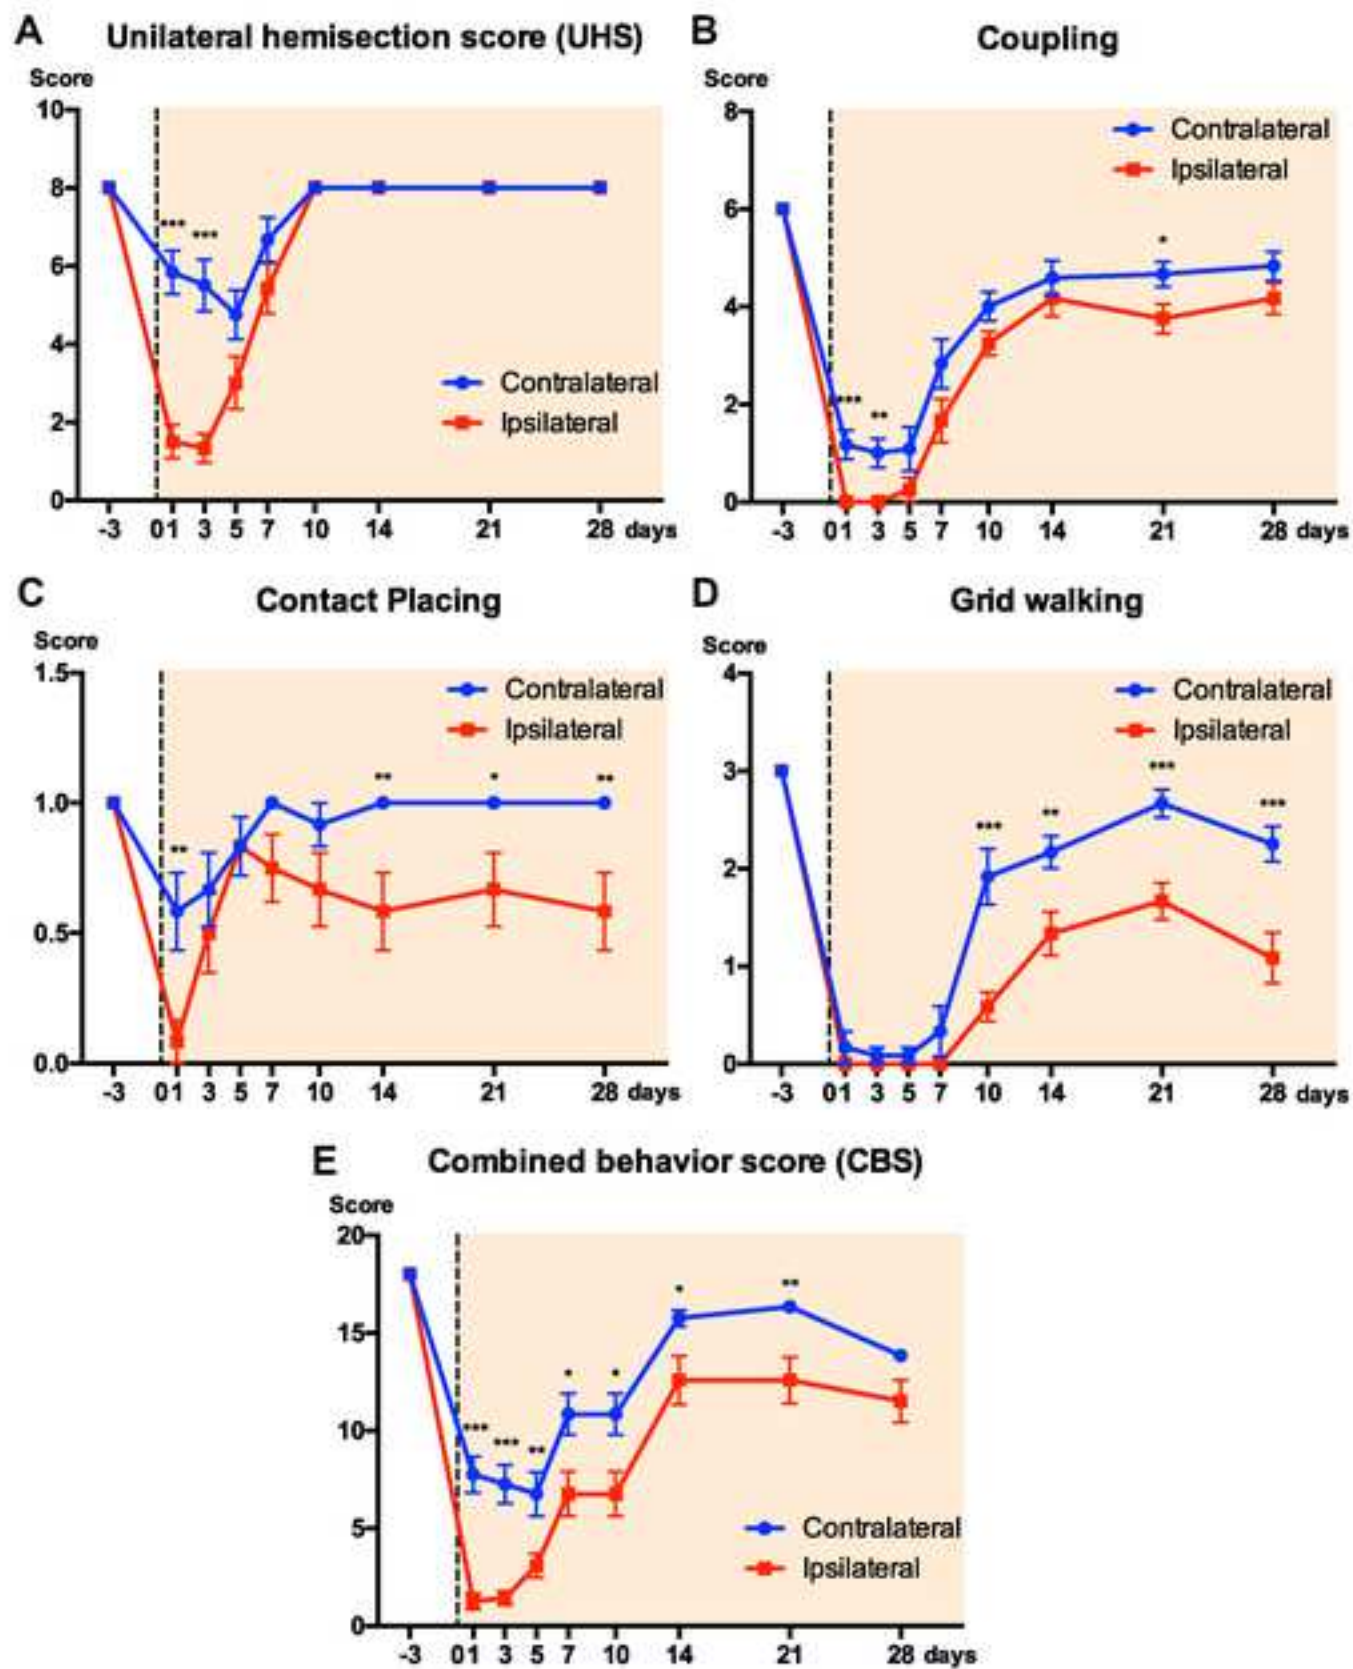 A Unilateral hemisection score (UHS)
Score
10
8
6
4
2
0
*** ***
Contralateral
Ipsilateral
-3 0 1 3 5 7 10 14 21 28 days
B Coupling
Score
8
6
4
2
0
Contralateral
Ipsilateral
*** ** *
-3 0 1 3 5 7 10 14 21 28 days
C Contact Placing
Score
1.5
1.0
0.5
0.0
Contralateral
Ipsilateral
** ** * **
-3 0 1 3 5 7 10 14 21 28 days
D Grid walking
Score
4
3
2
1
0
Contralateral
Ipsilateral
*** ** *** ***
-3 0 1 3 5 7 10 14 21 28 days
E Combined behavior score (CBS)
Score
20
15
10
5
0
*** *** ** * * * **
Contralateral
Ipsilateral
-3 0 1 3 5 7 10 14 21 28 days